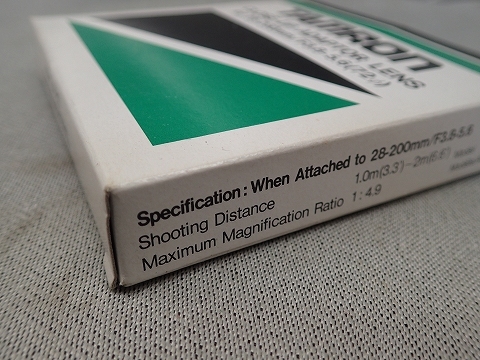 TAMRON
ADAPTOR LENS
Specification: When Attached to 28-200mm/F3.8-5.6
Shooting Distance 1.0m(3.3')-2m(6.6')
Maximum Magnification Ratio 1:4.9